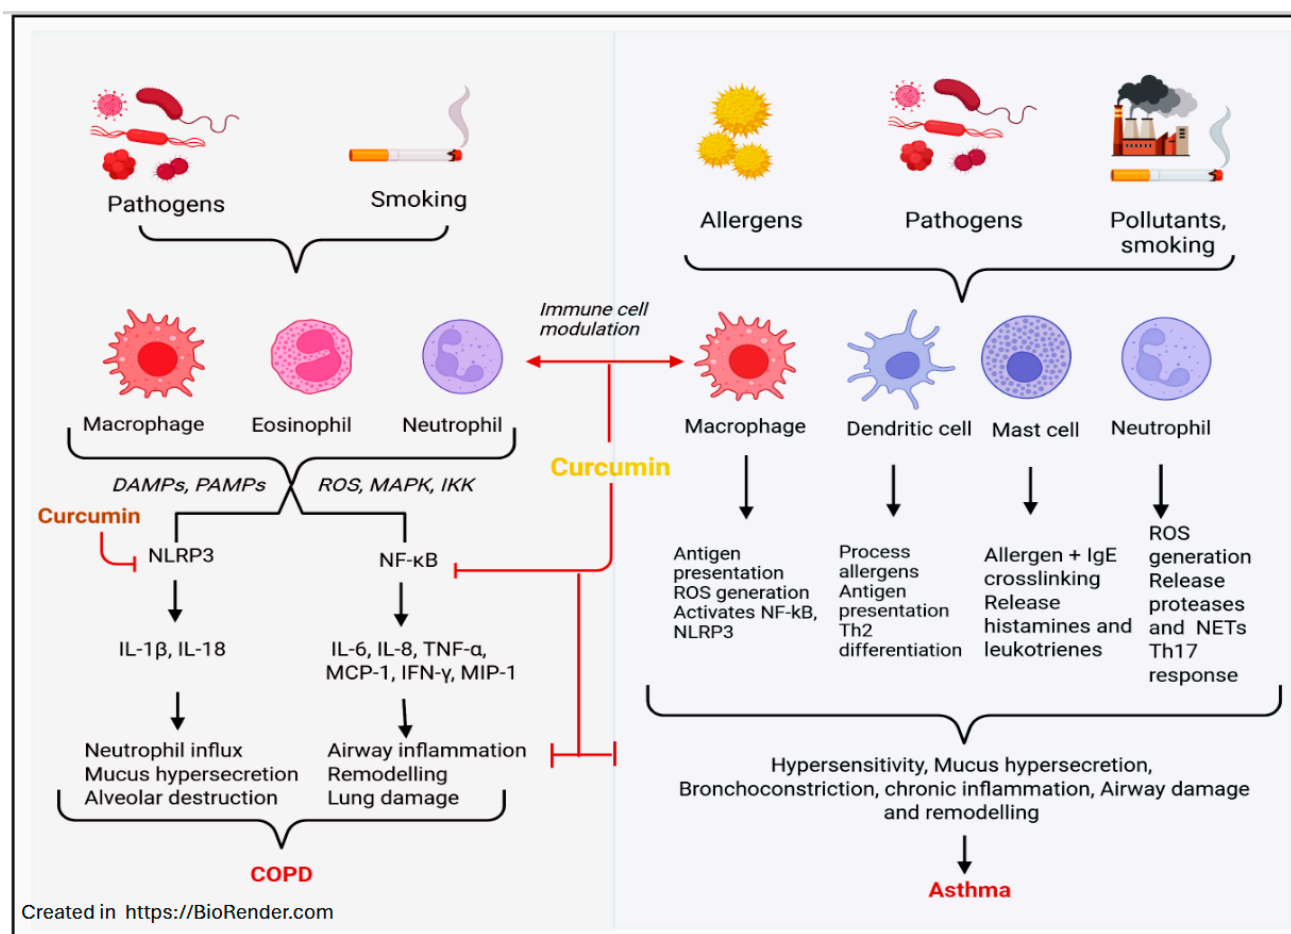 Pathogens
Smoking
Allergens
Pathogens
Pollutants,
smoking
Immune cell
modulation
Macrophage
Eosinophil
Neutrophil
Macrophage
Dendritic cell
Mast cell
Neutrophil
DAMPs, PAMPs
ROS, MAPK, IKK
Curcumin
Curcumin
NLRP3
NF-κB
IL-1β, IL-18
IL-6, IL-8, TNF-α,
MCP-1, IFN-γ, MIP-1
Neutrophil influx
Mucus hypersecretion
Alveolar destruction
Airway inflammation
Remodelling
Lung damage
COPD
Antigen
presentation
ROS generation
Activates NF-kB,
NLRP3
Process
allergens
Antigen
presentation
Th2
differentiation
Allergen + IgE
crosslinking
Release
histamines and
leukotrienes
ROS
generation
Release
proteases
and NETs
Th17
response
Hypersensitivity, Mucus hypersecretion,
Bronchoconstriction, chronic inflammation, Airway damage
and remodelling
Asthma
Created in https://BioRender.com